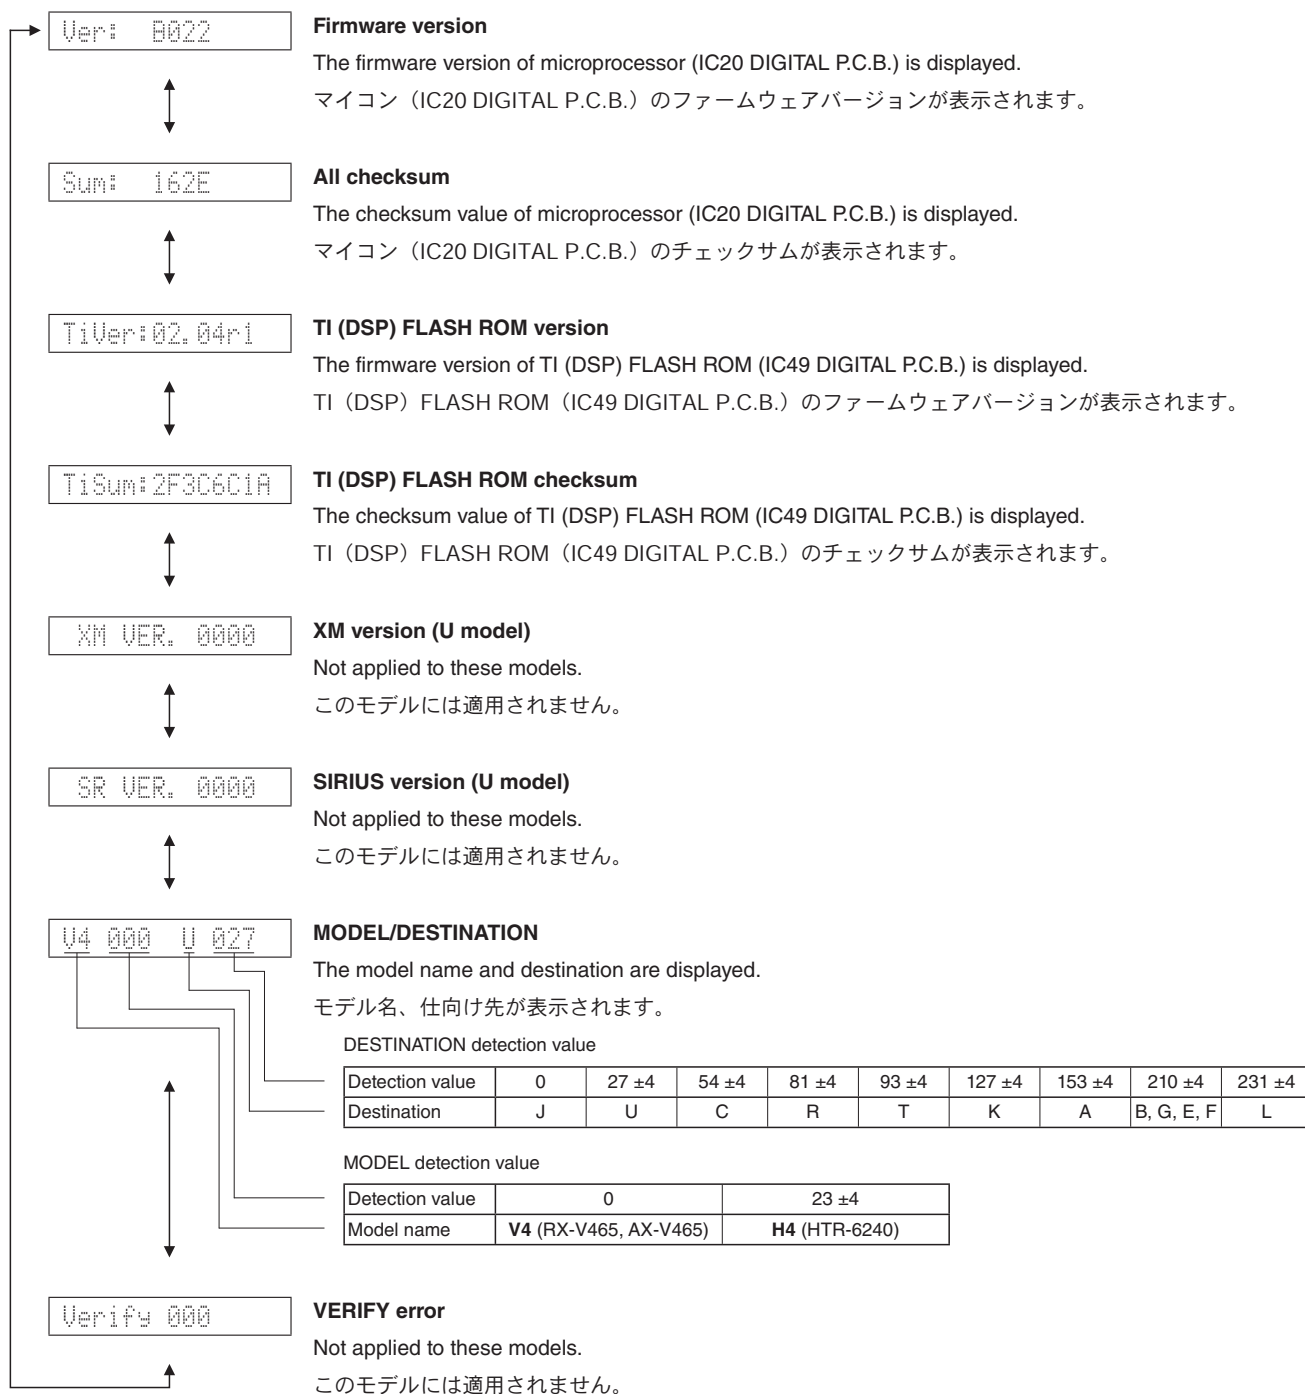 Ver: B022
Firmware version
The firmware version of microprocessor (IC20 DIGITAL P.C.B.) is displayed.
マイコン（IC20 DIGITAL P.C.B.）のファームウェアバージョンが表示されます。
Sum: 162E
All checksum
The checksum value of microprocessor (IC20 DIGITAL P.C.B.) is displayed.
マイコン（IC20 DIGITAL P.C.B.）のチェックサムが表示されます。
TiVer:02.04r1
TI (DSP) FLASH ROM version
The firmware version of TI (DSP) FLASH ROM (IC49 DIGITAL P.C.B.) is displayed.
TI（DSP）FLASH ROM（IC49 DIGITAL P.C.B.）のファームウェアバージョンが表示されます。
TiSum:2F3C6C1A
TI (DSP) FLASH ROM checksum
The checksum value of TI (DSP) FLASH ROM (IC49 DIGITAL P.C.B.) is displayed.
TI（DSP）FLASH ROM（IC49 DIGITAL P.C.B.）のチェックサムが表示されます。
XM VER. 0000
XM version (U model)
Not applied to these models.
このモデルには適用されません。
SR VER. 0000
SIRIUS version (U model)
Not applied to these models.
このモデルには適用されません。
V4 000 U 027
MODEL/DESTINATION
The model name and destination are displayed.
モデル名、仕向け先が表示されます。
DESTINATION detection value
Detection value 0 27 ±4 54 ±4 81 ±4 93 ±4 127 ±4 153 ±4 210 ±4 231 ±4
Destination J U C R T K A B, G, E, F L
MODEL detection value
Detection value 0 23 ±4
Model name V4 (RX-V465, AX-V465) H4 (HTR-6240)
Verify 000
VERIFY error
Not applied to these models.
このモデルには適用されません。